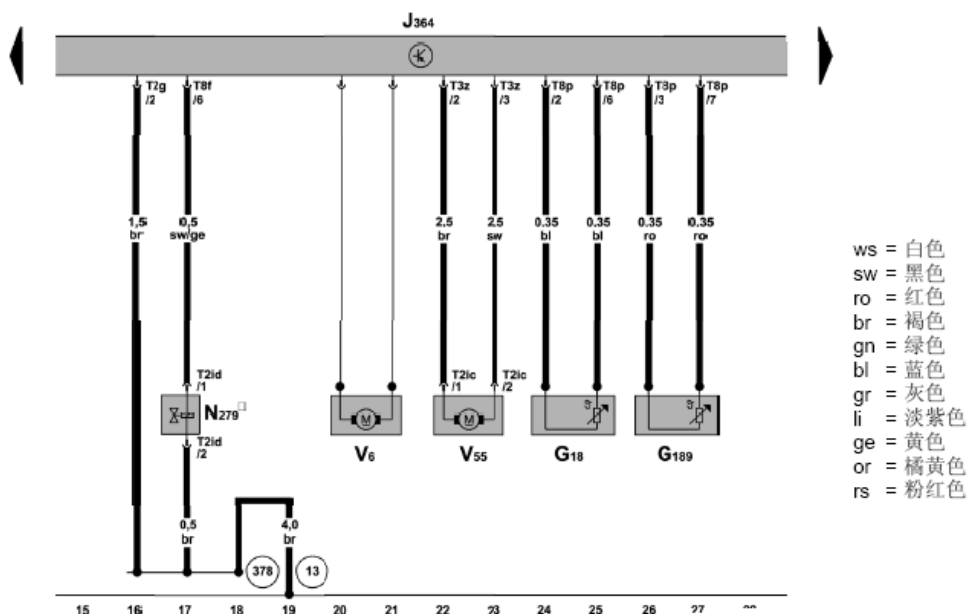 J364
T2g T8f T3z T3z T8p T8p T8p T8p
/2 /6 /2 /3 /2 /6 /3 /7
1,5 0,5 2.5 2.5 0.35 0.35 0.35 0.35
br sw/ge br sw bl bl ro ro
ws = 白色
sw = 黑色
ro = 红色
br = 褐色
gn = 绿色
bl = 蓝色
gr = 灰色
li = 淡紫色
ge = 黄色
or = 橘黄色
rs = 粉红色
T2id T2ic T2ic
/1 /1 /2
N279
M M
T2id
/2
V6 V55 G18 G189
0,5 4,0
br br
378 13
15 16 17 18 19 20 21 22 23 24 25 26 27